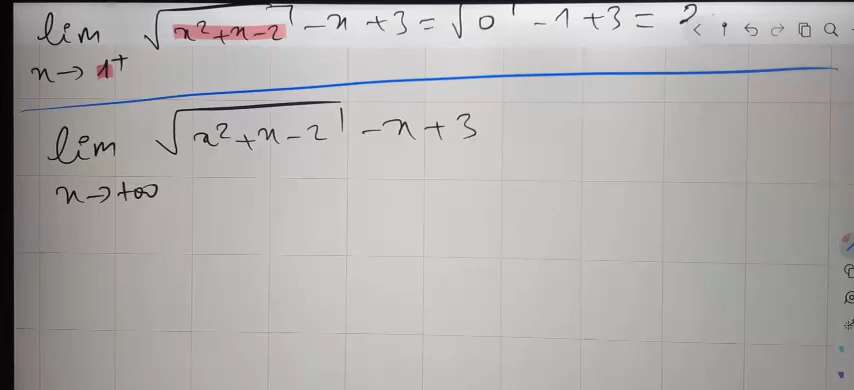 lim √(x²+x-2) - x + 3 = √0 - 1 + 3 = 2
x → 1⁺
lim √(x²+x-2) - x + 3
x → +∞